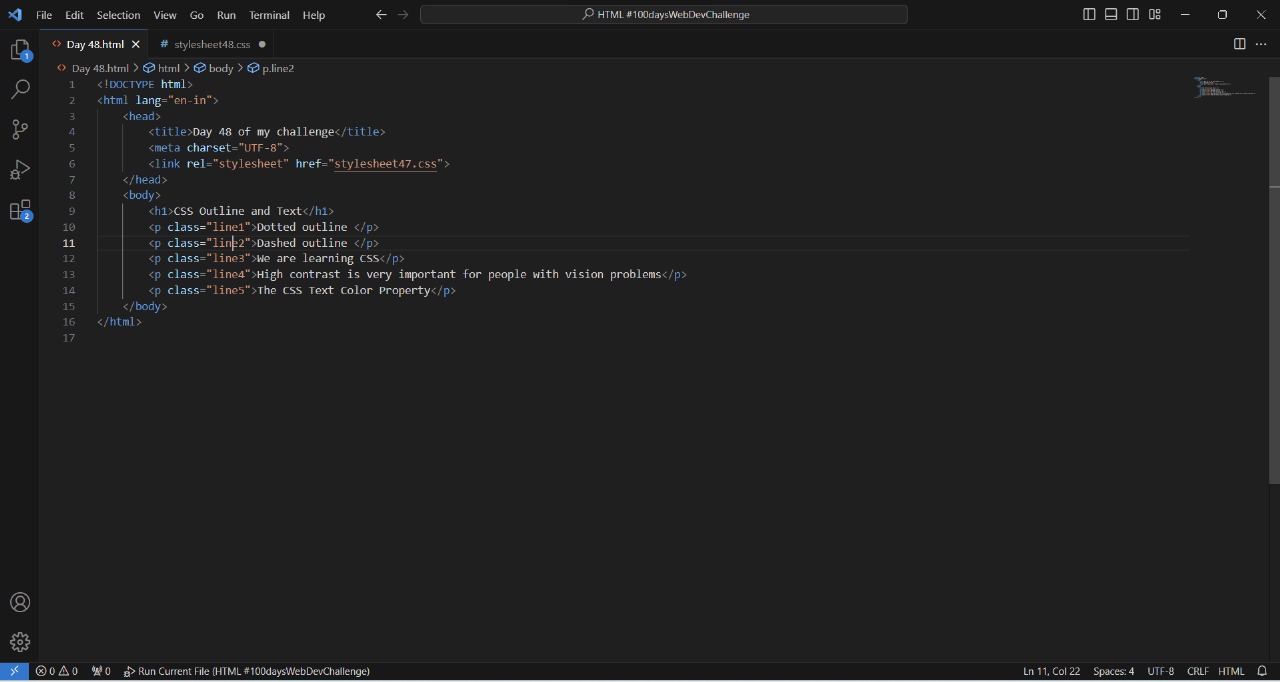 File Edit Selection View Go Run Terminal Help HTML #100daysWebDevChallenge
1
2
Day 48.html
stylesheet48.css
Day 48.html > html > body > p.line2
1 <!DOCTYPE html>
2 <html lang="en-in">
3 <head>
4 <title>Day 48 of my challenge</title>
5 <meta charset="UTF-8">
6 <link rel="stylesheet" href="stylesheet47.css">
7 </head>
8 <body>
9 <h1>CSS Outline and Text</h1>
10 <p class="line1">Dotted outline </p>
11 <p class="line2">Dashed outline </p>
12 <p class="line3">We are learning CSS</p>
13 <p class="line4">High contrast is very important for people with vision problems</p>
14 <p class="line5">The CSS Text Color Property</p>
15 </body>
16 </html>
17
0 0 0 Run Current File (HTML #100daysWebDevChallenge) Ln 11, Col 22 Spaces: 4 UTF-8 CRLF HTML